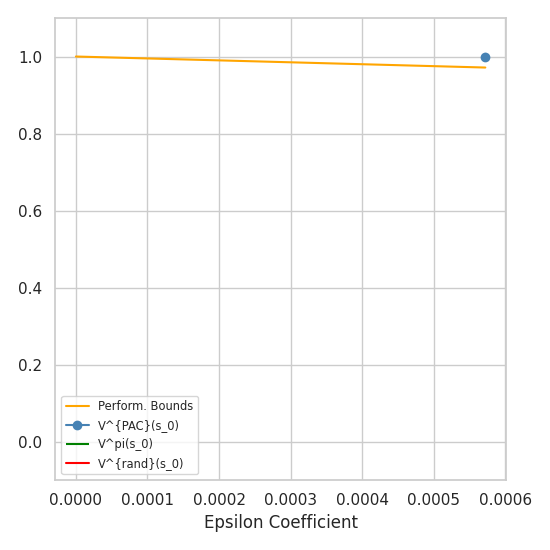 1.0
0.8
0.6
0.4
0.2
0.0
Perform. Bounds
V^{PAC}(s_0)
V^pi(s_0)
V^{rand}(s_0)
0.0000 0.0001 0.0002 0.0003 0.0004 0.0005 0.0006
Epsilon Coefficient